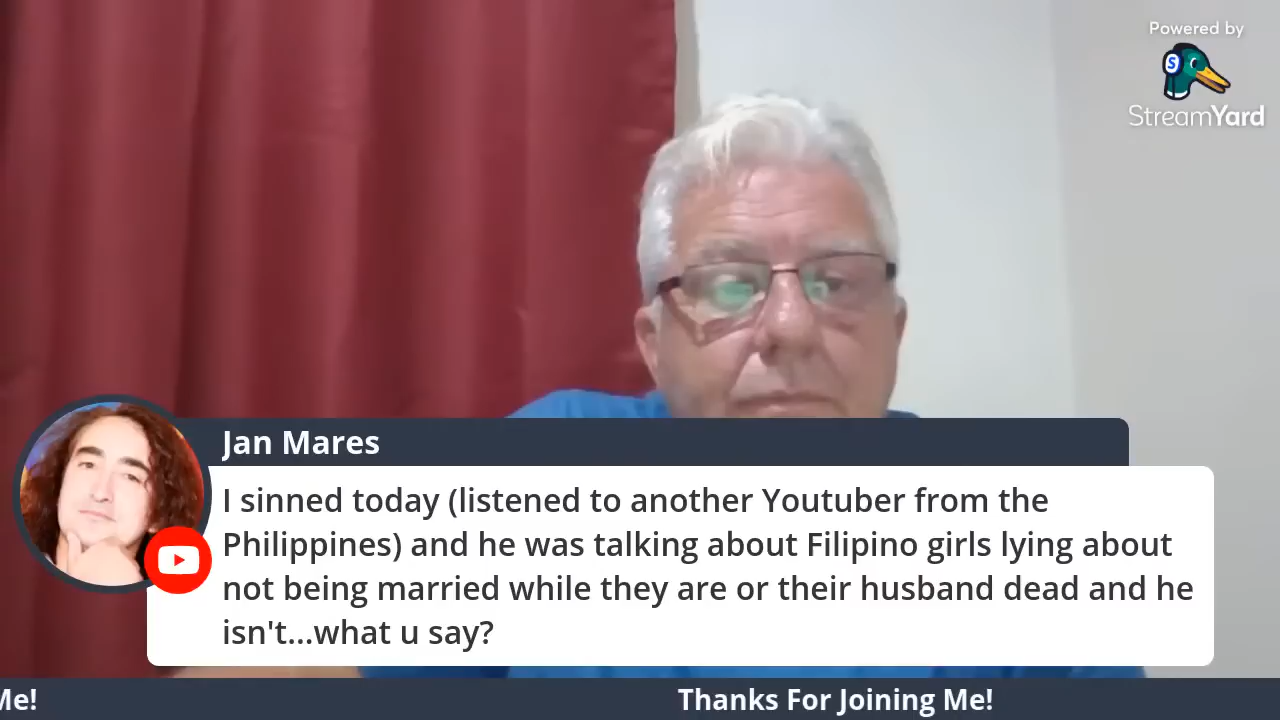 Powered by
StreamYard
Jan Mares
I sinned today (listened to another Youtuber from the
Philippines) and he was talking about Filipino girls lying about
not being married while they are or their husband dead and he
isn't...what u say?
Me!
Thanks For Joining Me!